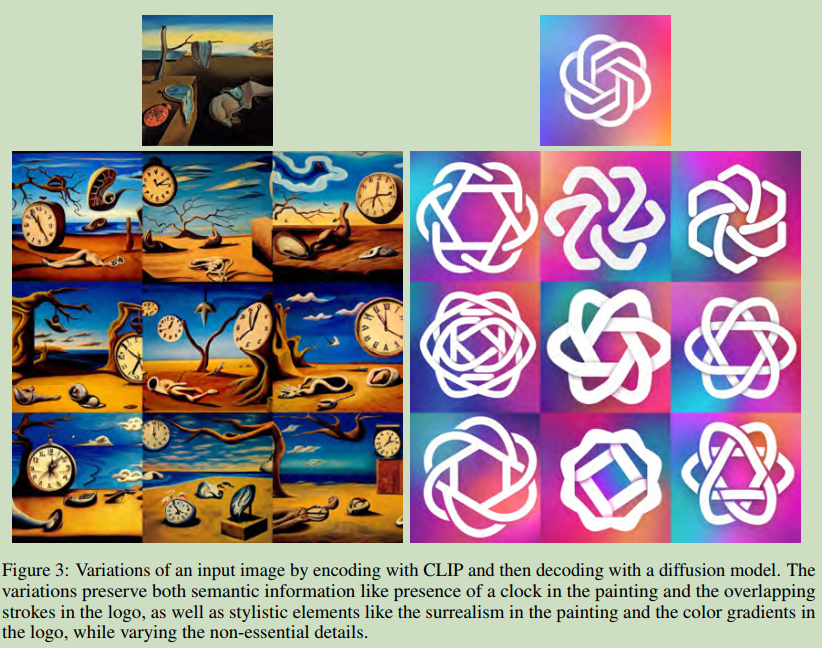 Figure 3: Variations of an input image by encoding with CLIP and then decoding with a diffusion model. The
variations preserve both semantic information like presence of a clock in the painting and the overlapping
strokes in the logo, as well as stylistic elements like the surrealism in the painting and the color gradients in
the logo, while varying the non-essential details.